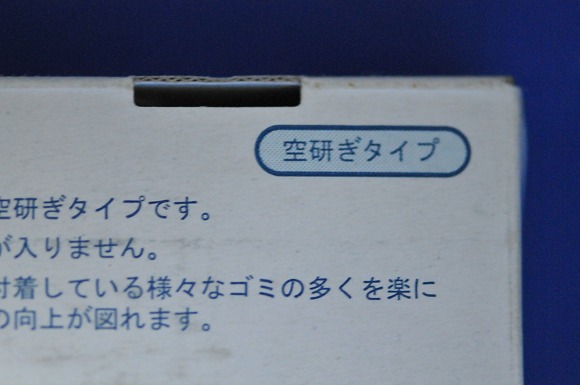 空研ぎタイプ
空研ぎタイプです。
が入りません。
付着している様々なゴミの多くを楽に
の向上が図れます。